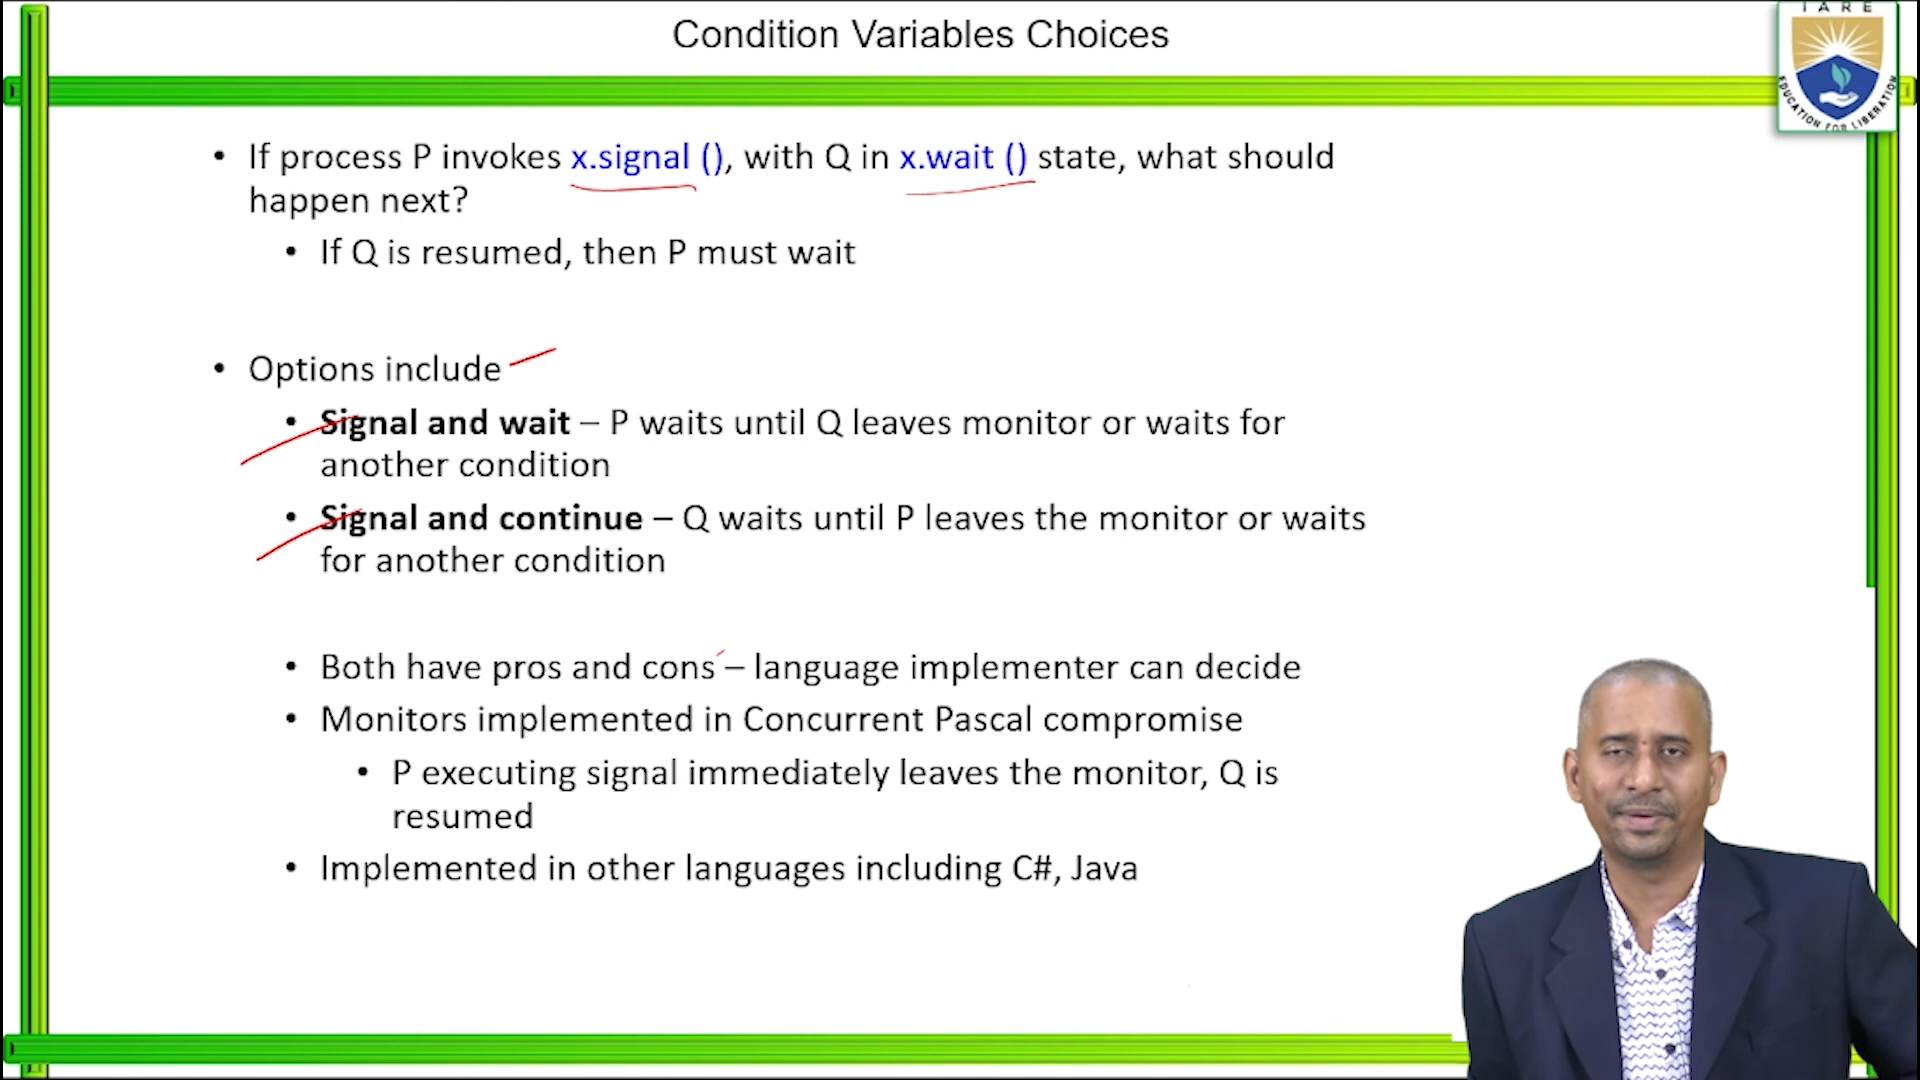 Condition Variables Choices
IARE
EDUCATION FOR LIBERATION
• If process P invokes x.signal (), with Q in x.wait () state, what should
happen next?
• If Q is resumed, then P must wait
• Options include
• Signal and wait – P waits until Q leaves monitor or waits for
another condition
• Signal and continue – Q waits until P leaves the monitor or waits
for another condition
• Both have pros and cons – language implementer can decide
• Monitors implemented in Concurrent Pascal compromise
• P executing signal immediately leaves the monitor, Q is
resumed
• Implemented in other languages including C#, Java